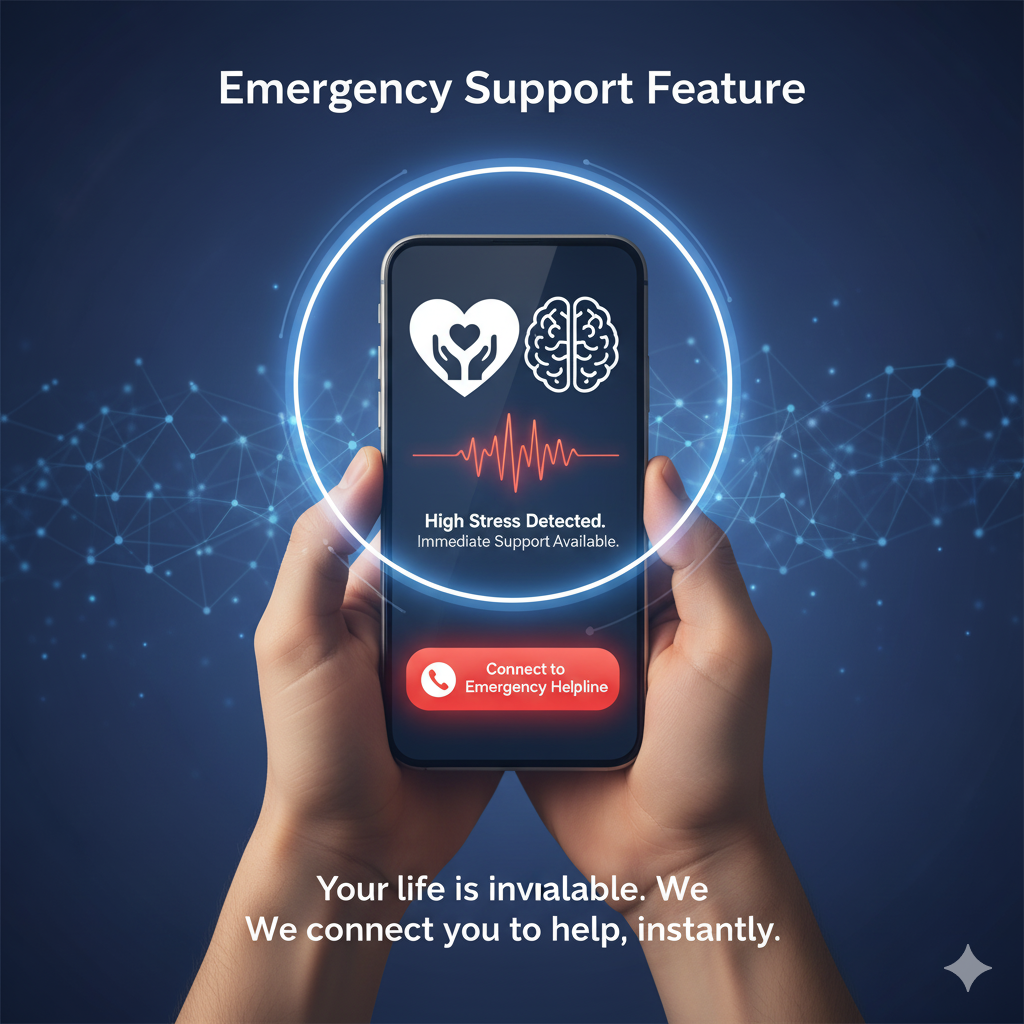 Emergency Support Feature
High Stress Detected.
Immediate Support Available.
Connect to
Emergency Helpline
Your life is invıalable. We
We connect you to help, instantly.